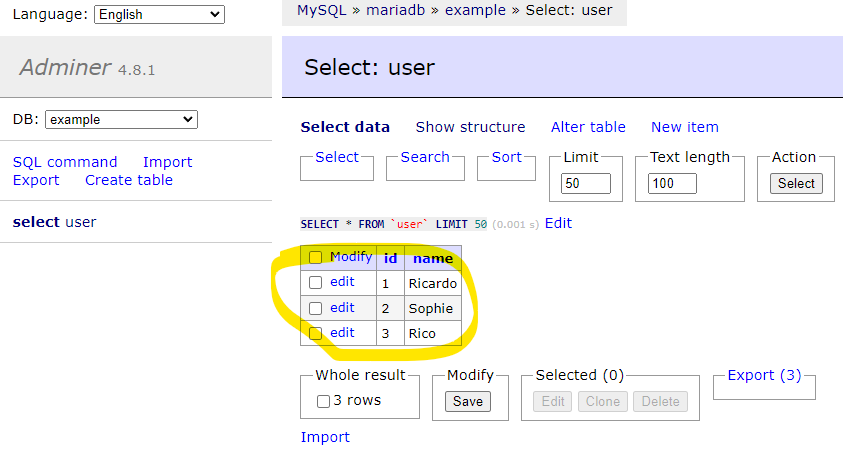 Language: English
MySQL » mariadb » example » Select: user
Adminer 4.8.1
Select: user
DB: example
Select data Show structure Alter table New item
SQL command Import
Export Create table
Select Search Sort Limit Text length Action
50 100 Select
select user
SELECT * FROM `user` LIMIT 50 (0.001 s) Edit
Modify id name
edit 1 Ricardo
edit 2 Sophie
edit 3 Rico
Whole result Modify Selected (0) Export (3)
3 rows Save Edit Clone Delete
Import